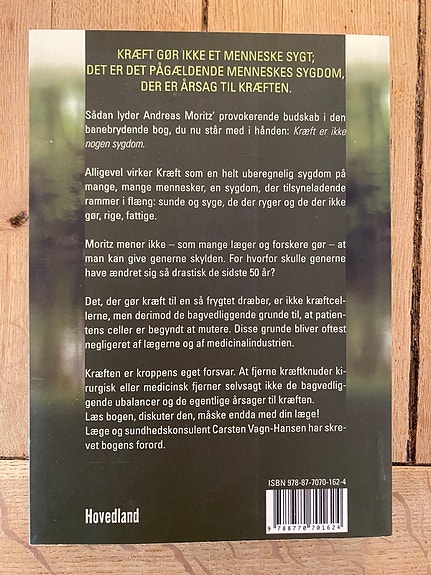 KRÆFT GØR IKKE ET MENNESKE SYGT;
DET ER DET PÅGÆLDENDE MENNESKES SYGDOM,
DER ER ÅRSAG TIL KRÆFTEN.
Sådan lyder Andreas Moritz' provokerende budskab i den
banebrydende bog, du nu står med i hånden: Kræft er ikke
nogen sygdom.
Alligevel virker Kræft som en helt uberegnelig sygdom på
mange, mange mennesker, en sygdom, der tilsyneladende
rammer i flæng: sunde og syge, de der ryger og de der ikke
gør, rige, fattige.
Moritz mener ikke – som mange læger og forskere gør – at
man kan give generne skylden. For hvorfor skulle generne
have ændret sig så drastisk de sidste 50 år?
Det, der gør kræft til en så frygtet dræber, er ikke kræftcel-
lerne, men derimod de bagvedliggende grunde til, at patien-
tens celler er begyndt at mutere. Disse grunde bliver oftest
negligeret af lægerne og af medicinalindustrien.
Kræften er kroppens eget forsvar. At fjerne kræftknuder ki-
rurgisk eller medicinsk fjerner selvsagt ikke de bagvedlig-
gende ubalancer og de egentlige årsager til kræften.
Læs bogen, diskuter den, måske endda med din læge!
Læge og sundhedskonsulent Carsten Vagn-Hansen har skre-
vet bogens forord.
ISBN 978-87-7070-162-4
9 788770 701624
Hovedland